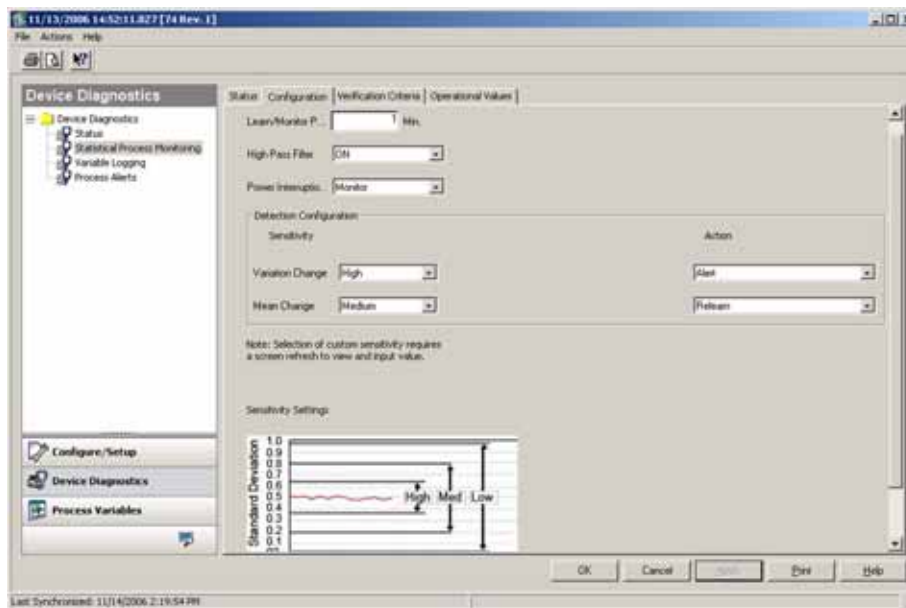 11/13/2006 14:52:11.827 [74 Rev. 1]
File Actions Help
Device Diagnostics
Device Diagnostics
Status
Statistical Process Monitoring
Variable Logging
Process Alerts
Configure/Setup
Device Diagnostics
Process Variables
Status Configuration Verification Criteria Operational Values
Learn/Monitor P... 1 Min.
High Pass Filter ON
Power Interruptio... Monitor
Detection Configuration
Sensitivity Action
Variation Change High Alert
Mean Change Medium Relearn
Note: Selection of custom sensitivity requires
a screen refresh to view and input value.
Sensitivity Settings
Standard Deviation
1.0
0.9
0.8
0.7
0.6
0.5
0.4
0.3
0.2
0.1
High Med Low
OK Cancel Apply Print Help
Last Synchronized: 11/14/2006 2:19:54 PM